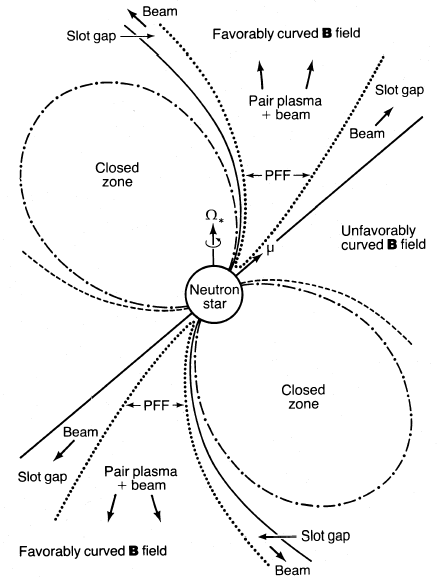 Beam
Slot gap
Favorably curved B field
Slot gap
Pair plasma
+ beam
Beam
Closed
zone
PFF
Unfavorably
curved B field
Ω*
μ
Neutron
star
Closed
zone
PFF
Beam
Slot gap
Pair plasma
+ beam
Slot gap
Favorably curved B field
Beam